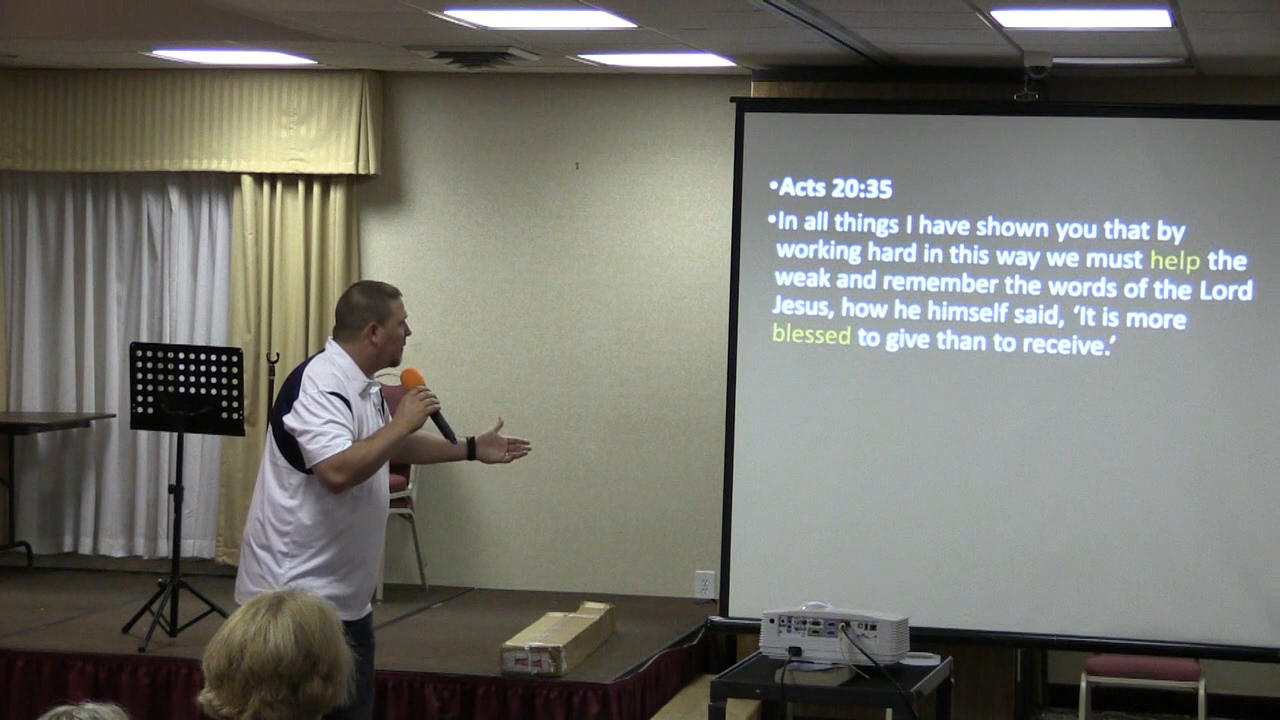 •Acts 20:35
•In all things I have shown you that by
working hard in this way we must help the
weak and remember the words of the Lord
Jesus, how he himself said, ‘It is more
blessed to give than to receive.’